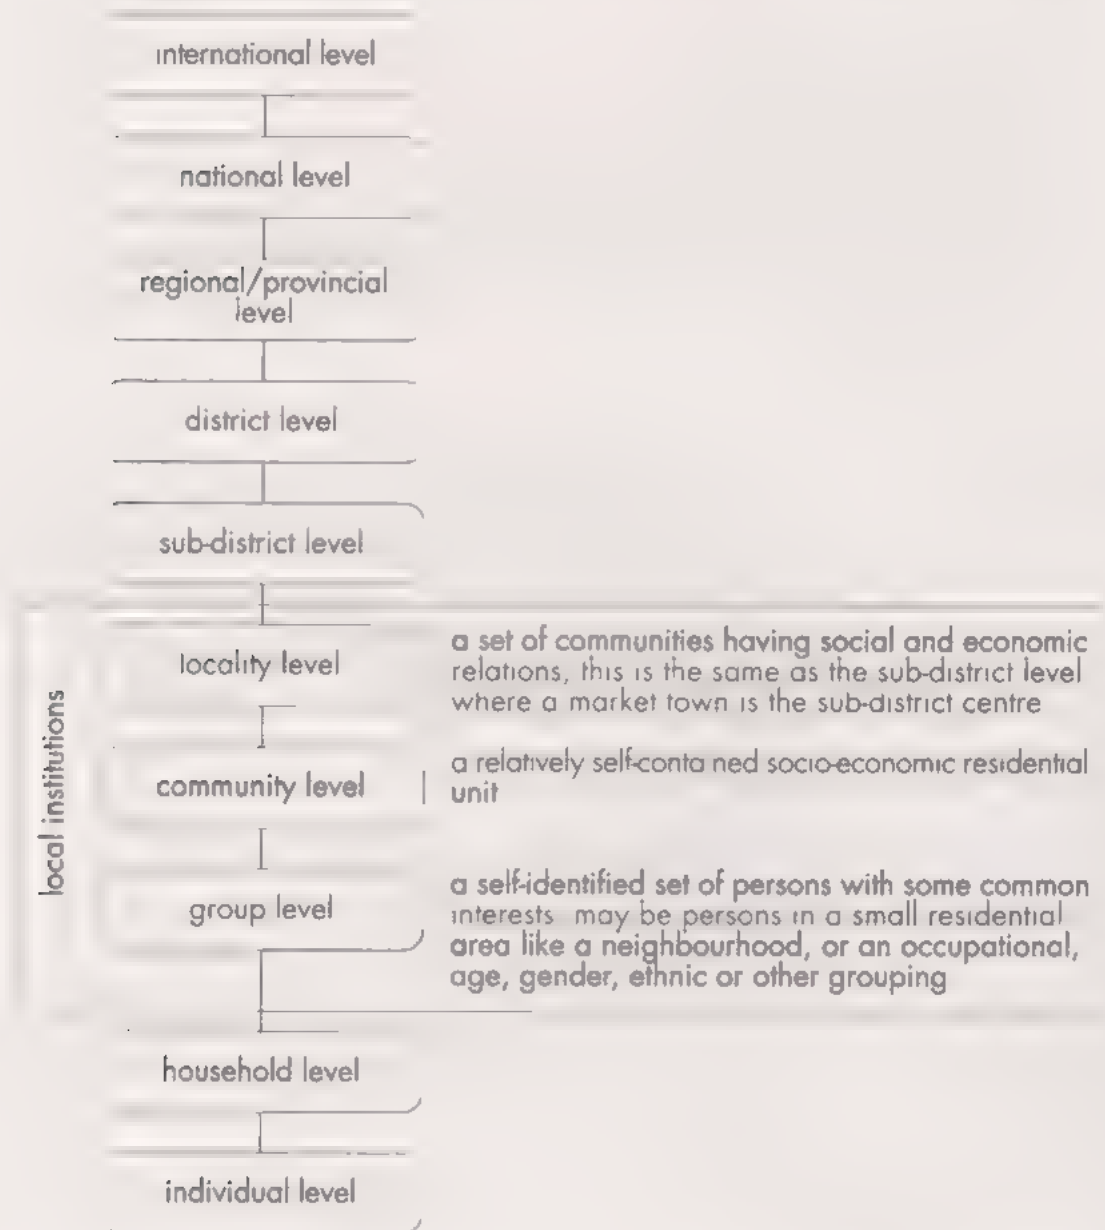 international level
national level
regional/provincial
level
district level
sub-district level
local institutions
locality level
a set of communities having social and economic
relations, this is the same as the sub-district level
where a market town is the sub-district centre
community level
a relatively self-conta ned socio-economic residential
unit
group level
a self-identified set of persons with some common
interests may be persons in a small residential
area like a neighbourhood, or an occupational,
age, gender, ethnic or other grouping
household level
individual level